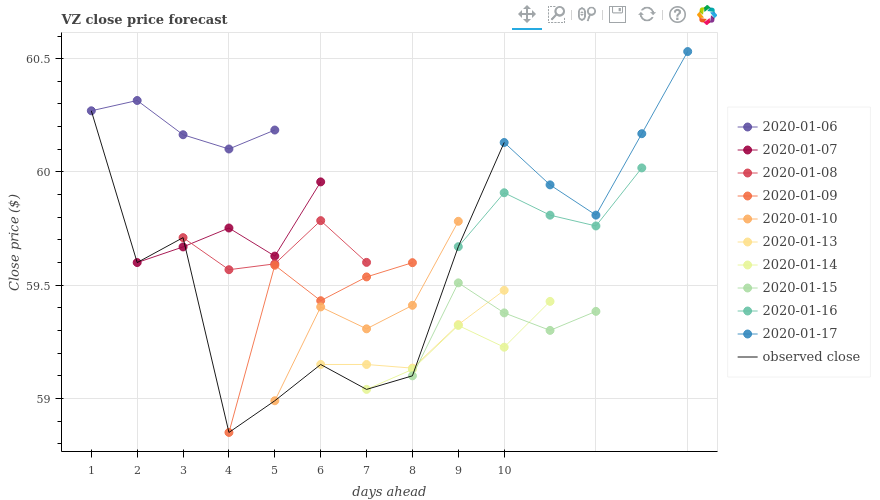 VZ close price forecast
60.5
60
59.5
59
Close price ($)
1 2 3 4 5 6 7 8 9 10
days ahead
2020-01-06
2020-01-07
2020-01-08
2020-01-09
2020-01-10
2020-01-13
2020-01-14
2020-01-15
2020-01-16
2020-01-17
observed close